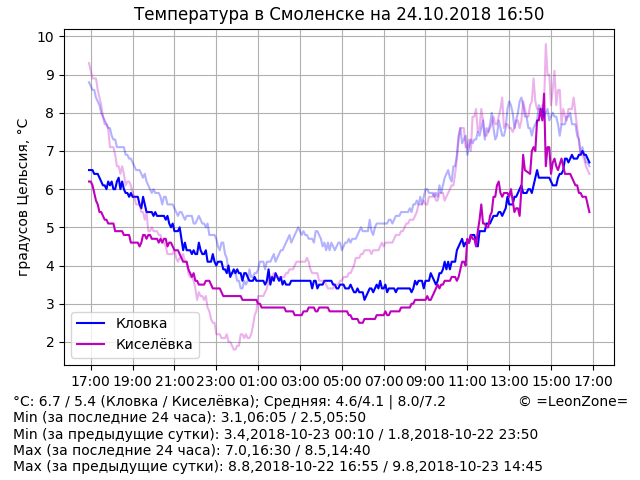 Температура в Смоленске на 24.10.2018 16:50
10
9
8
7
6
5
4
3
2
градусов Цельсия, °C
Кловка
Киселёвка
17:00 19:00 21:00 23:00 01:00 03:00 05:00 07:00 09:00 11:00 13:00 15:00 17:00
°C: 6.7 / 5.4 (Кловка / Киселёвка); Средняя: 4.6/4.1 | 8.0/7.2 © =LeonZone=
Min (за последние 24 часа): 3.1,06:05 / 2.5,05:50
Min (за предыдущие сутки): 3.4,2018-10-23 00:10 / 1.8,2018-10-22 23:50
Max (за последние 24 часа): 7.0,16:30 / 8.5,14:40
Max (за предыдущие сутки): 8.8,2018-10-22 16:55 / 9.8,2018-10-23 14:45